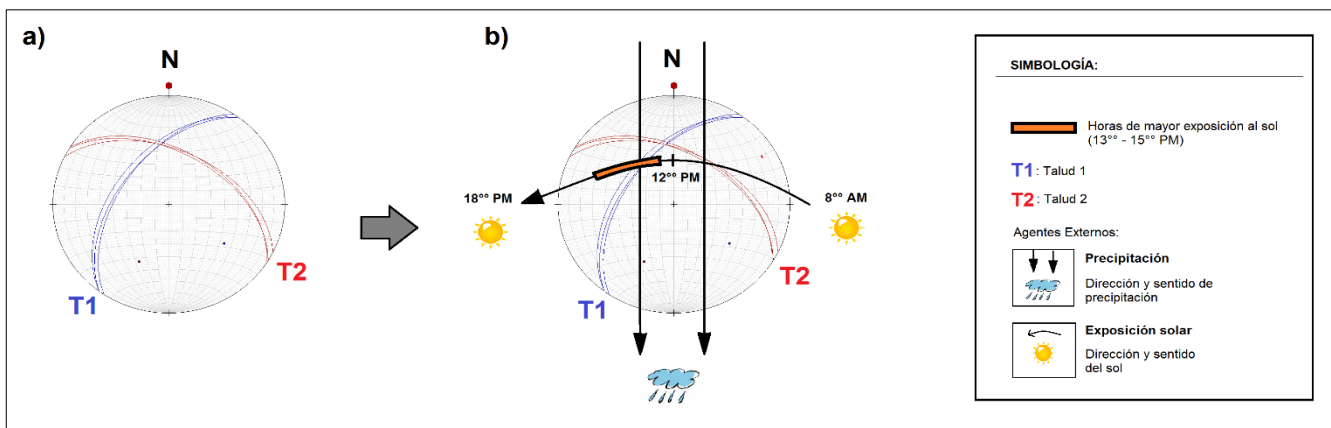 a)
N
T1
T2
b)
N
12°° PM
18°° PM
8°° AM
T1
T2
SIMBOLOGÍA:
Horas de mayor exposición al sol
(13°° - 15°° PM)
T1 : Talud 1
T2 : Talud 2
Agentes Externos:
Precipitación
Dirección y sentido de
precipitación
Exposición solar
Dirección y sentido
del sol